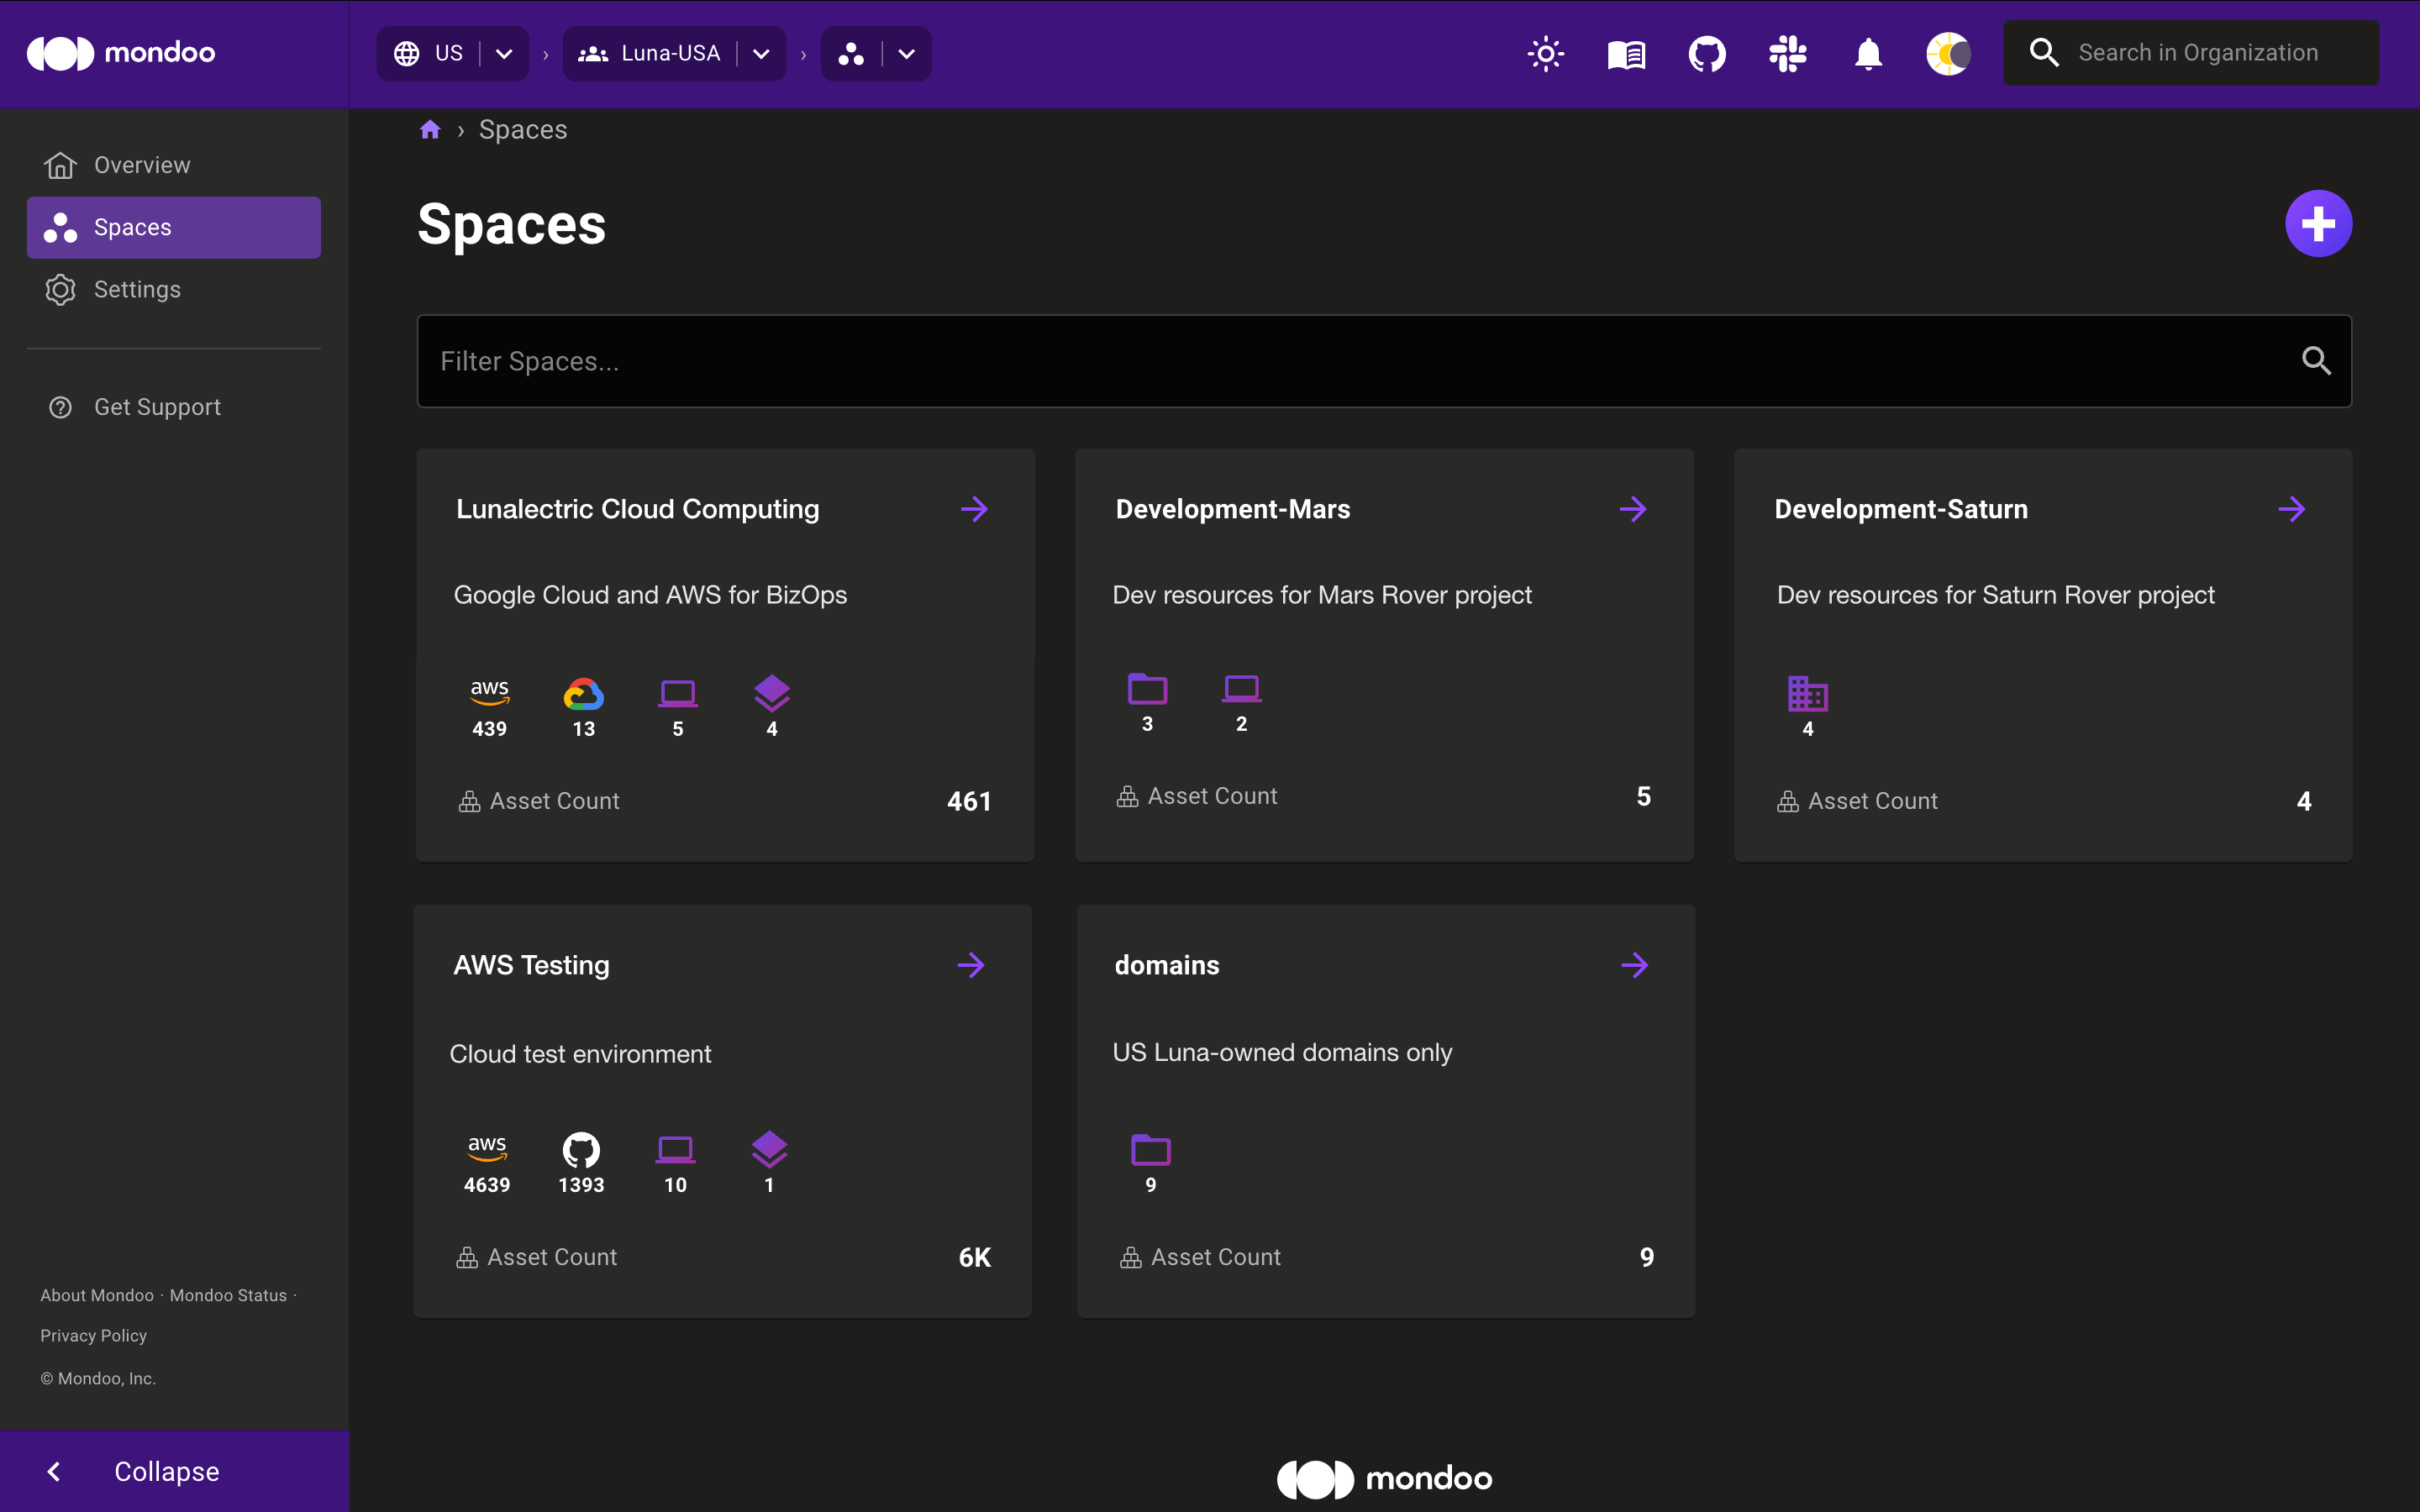 mondoo
US
Luna-USA
Search in Organization
Overview
Spaces
Settings
Get Support
About Mondoo · Mondoo Status ·
Privacy Policy
© Mondoo, Inc.
Collapse
› Spaces
Spaces
Filter Spaces...
Lunalectric Cloud Computing
Google Cloud and AWS for BizOps
aws
439 13 5 4
Asset Count 461
Development-Mars
Dev resources for Mars Rover project
3 2
Asset Count 5
Development-Saturn
Dev resources for Saturn Rover project
4
Asset Count 4
AWS Testing
Cloud test environment
aws
4639 1393 10 1
Asset Count 6K
domains
US Luna-owned domains only
9
Asset Count 9
mondoo